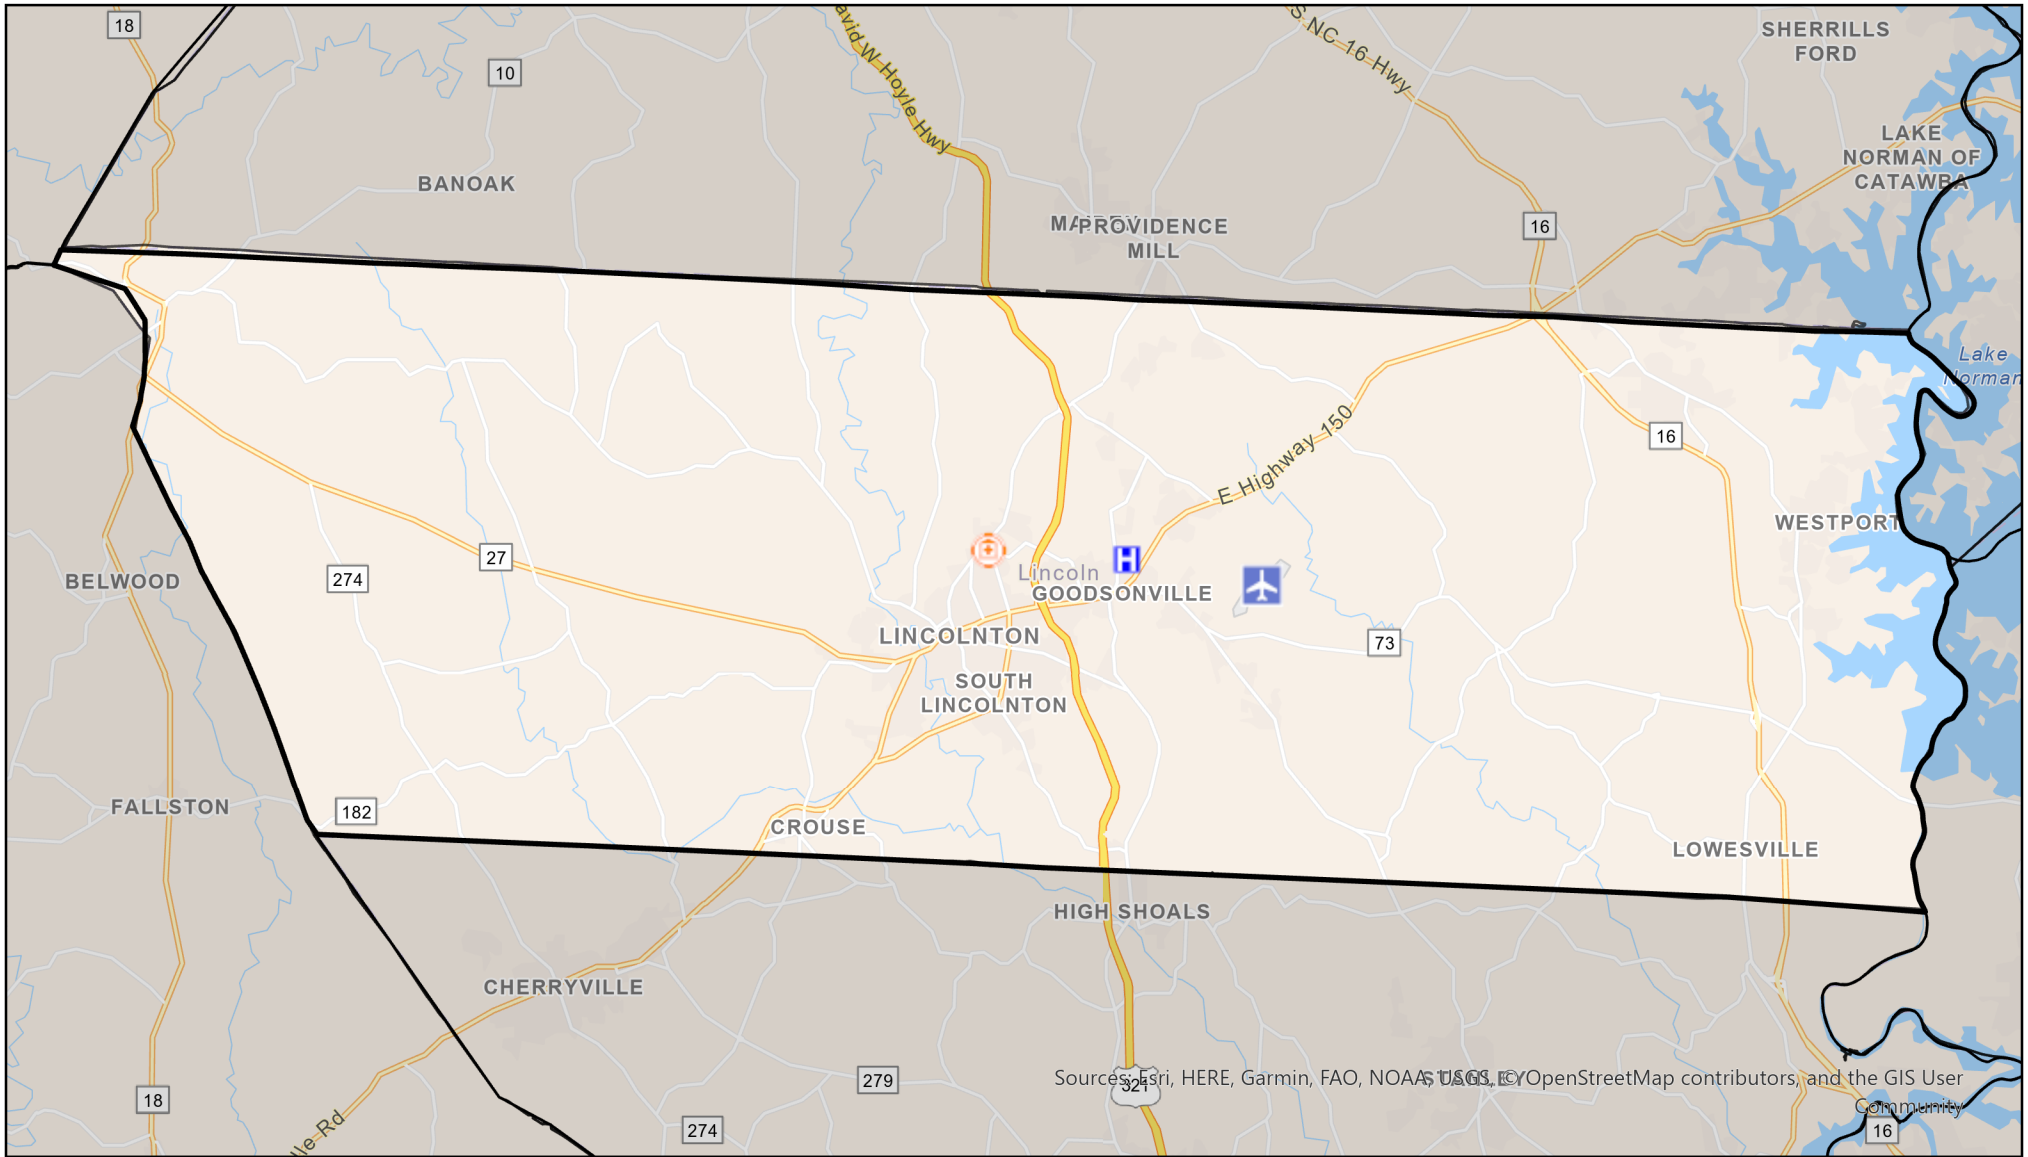 18
10
David W Hoyle Hwy
S NC 16 Hwy
SHERRILLS
FORD
LAKE
NORMAN OF
CATAWBA
BANOAK
PROVIDENCE
MILL
16
Lake
Norman
E Highway 150
16
WESTPORT
27
274
BELWOOD
Lincoln
H
GOODSONVILLE
LINCOLNTON
73
SOUTH
LINCOLNTON
FALLSTON
182
CROUSE
LOWESVILLE
HIGH SHOALS
CHERRYVILLE
279
321
STANLEY
Sources: Esri, HERE, Garmin, FAO, NOAA, USGS, © OpenStreetMap contributors, and the GIS User
Community
18
274
16
lle Rd